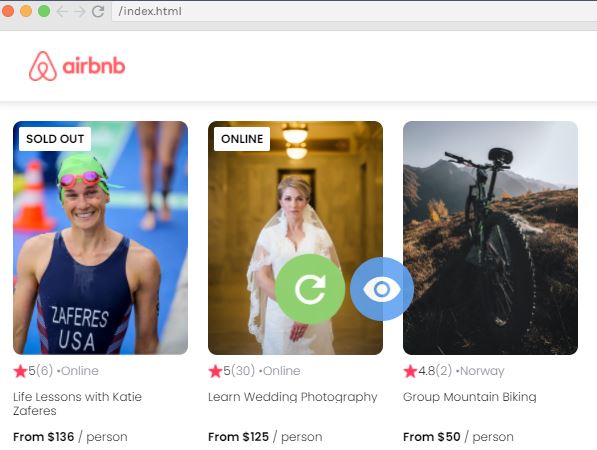 /index.html
airbnb
SOLD OUT
ONLINE
ZAFERES
USA
5(6) •Online
5(30) •Online
4.8(2) •Norway
Life Lessons with Katie
Zaferes
Learn Wedding Photography
Group Mountain Biking
From $136 / person
From $125 / person
From $50 / person